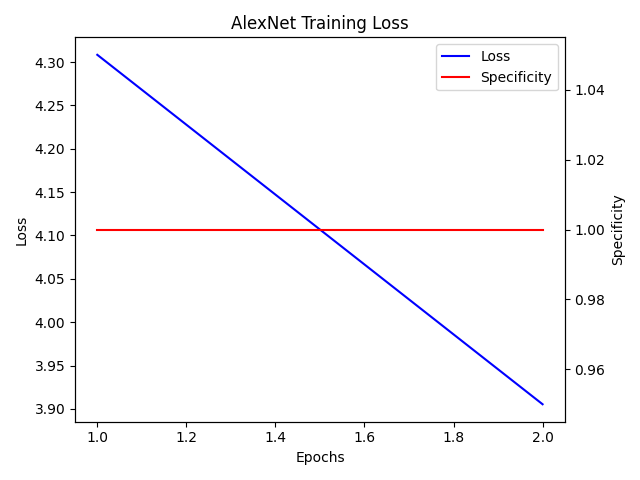 AlexNet Training Loss
Loss
Specificity
4.30
4.25
4.20
4.15
4.10
4.05
4.00
3.95
3.90
Loss
1.04
1.02
1.00
0.98
0.96
Specificity
1.0 1.2 1.4 1.6 1.8 2.0
Epochs